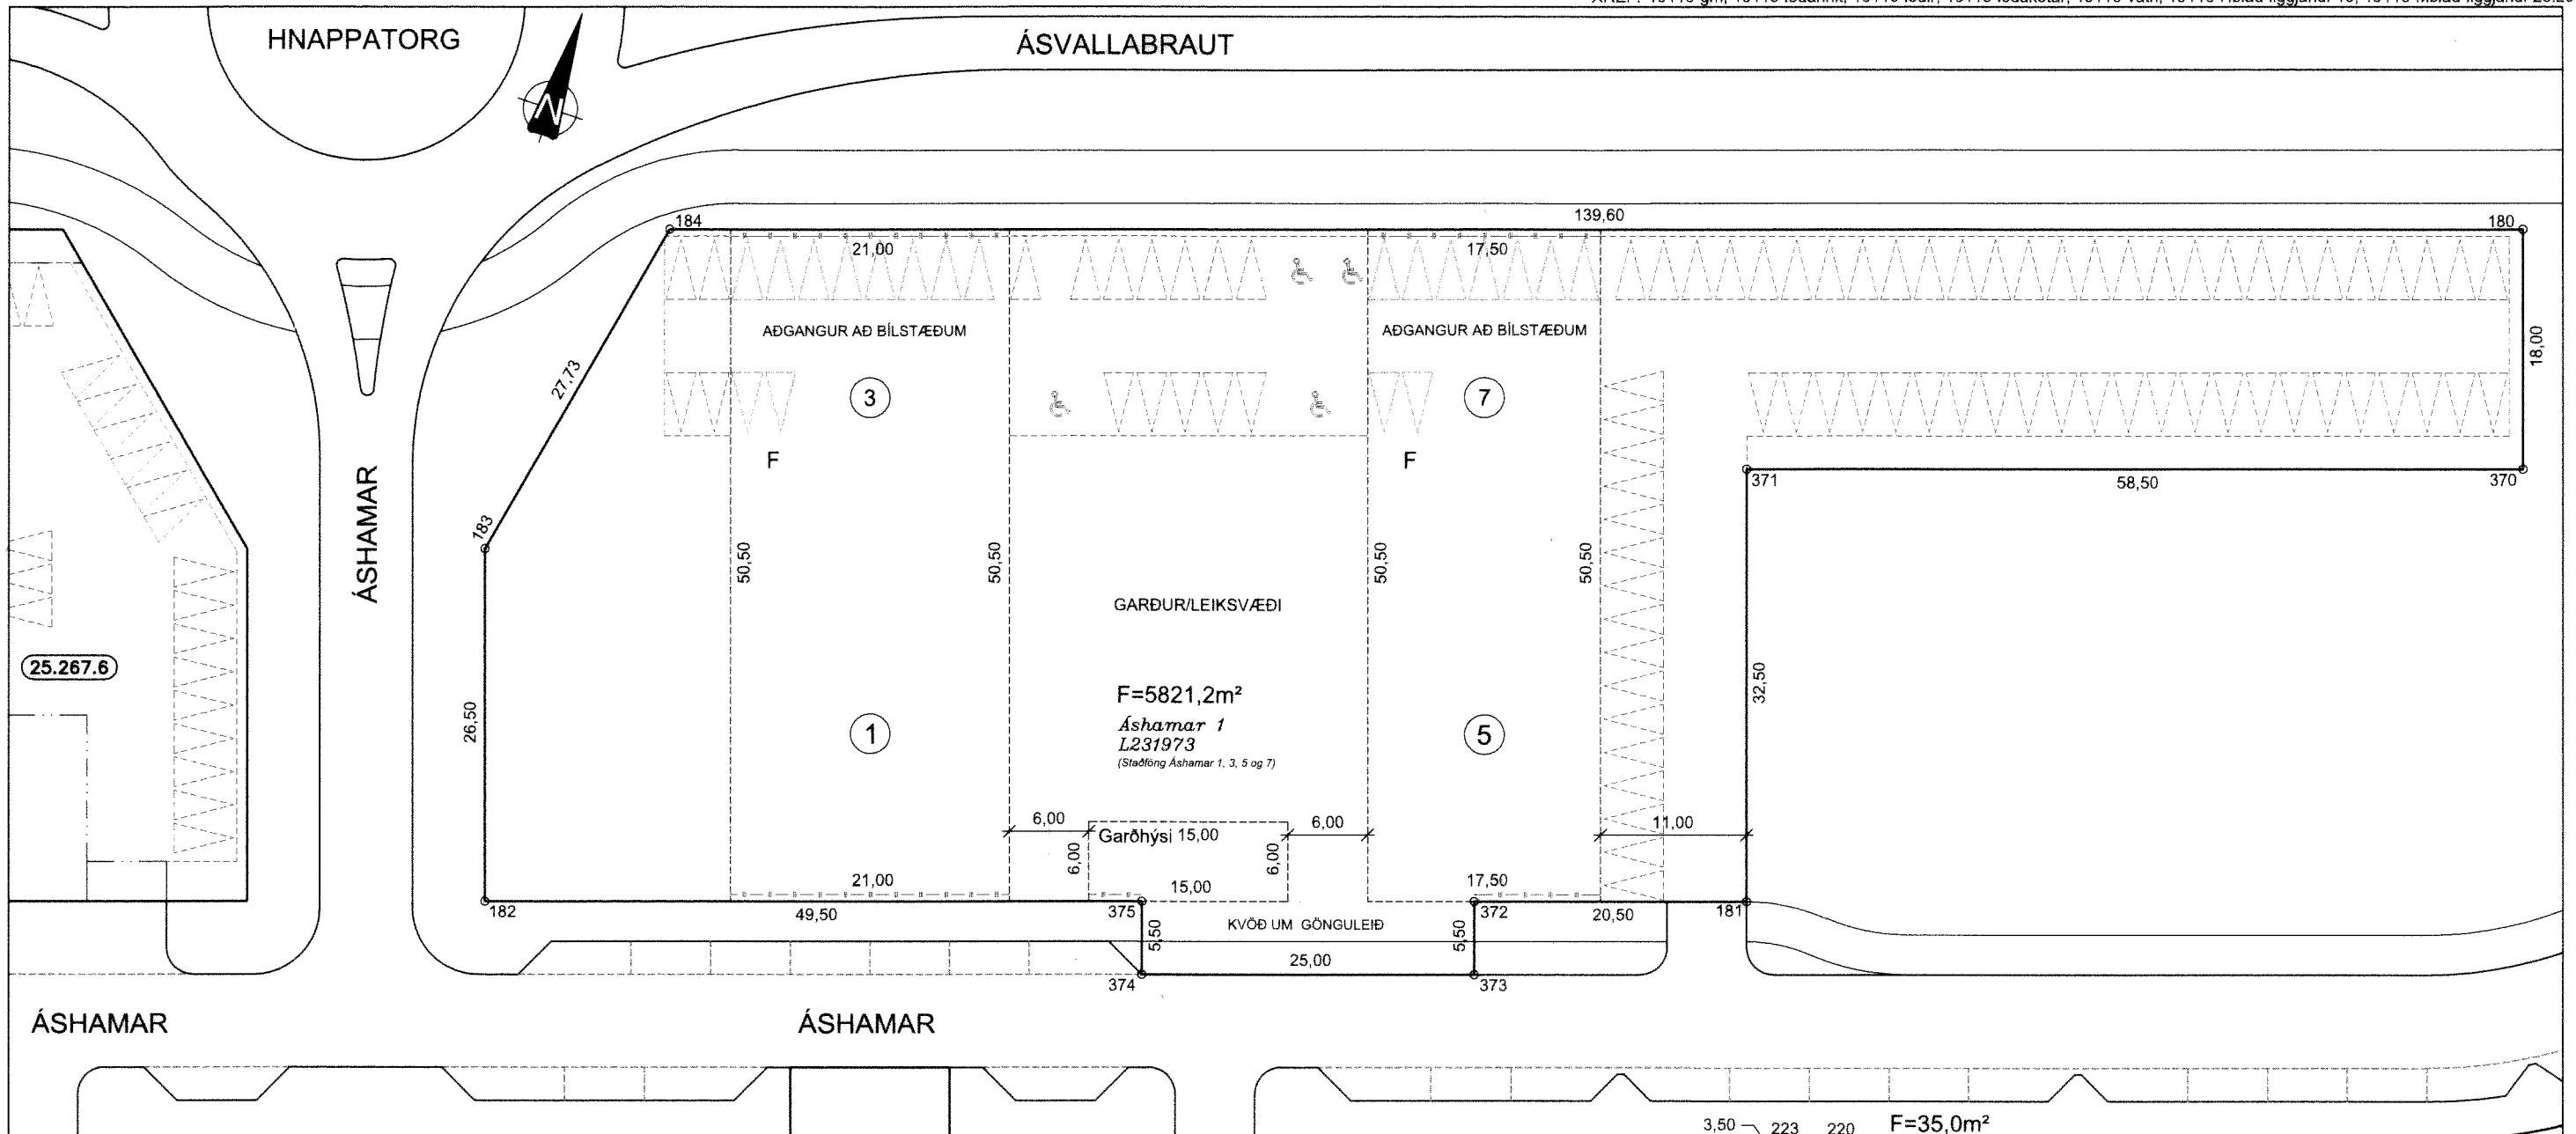 HNAPPATORG
ÁSVALLABRAUT
N
184
139,60
180
21,00
17,50
AÐGANGUR AÐ BÍLSTÆÐUM
AÐGANGUR AÐ BÍLSTÆÐUM
18,00
27,73
3
7
F
F
371
58,50
370
ÁSHAMAR
183
50,50
50,50
50,50
50,50
GARÐUR/LEIKSVÆÐI
25.267.6
26,50
32,50
F=5821,2m²
Áshamar 1
L231973
(Staðföng Áshamar 1, 3, 5 og 7)
1
5
6,00
6,00
11,00
Garðhýsi 15,00
6,00
6,00
21,00
15,00
17,50
182
49,50
375
372
20,50
181
KVÖÐ UM GÖNGULEIÐ
5,50
5,50
25,00
374
373
ÁSHAMAR
ÁSHAMAR
3,50
223
220
F=35,0m²